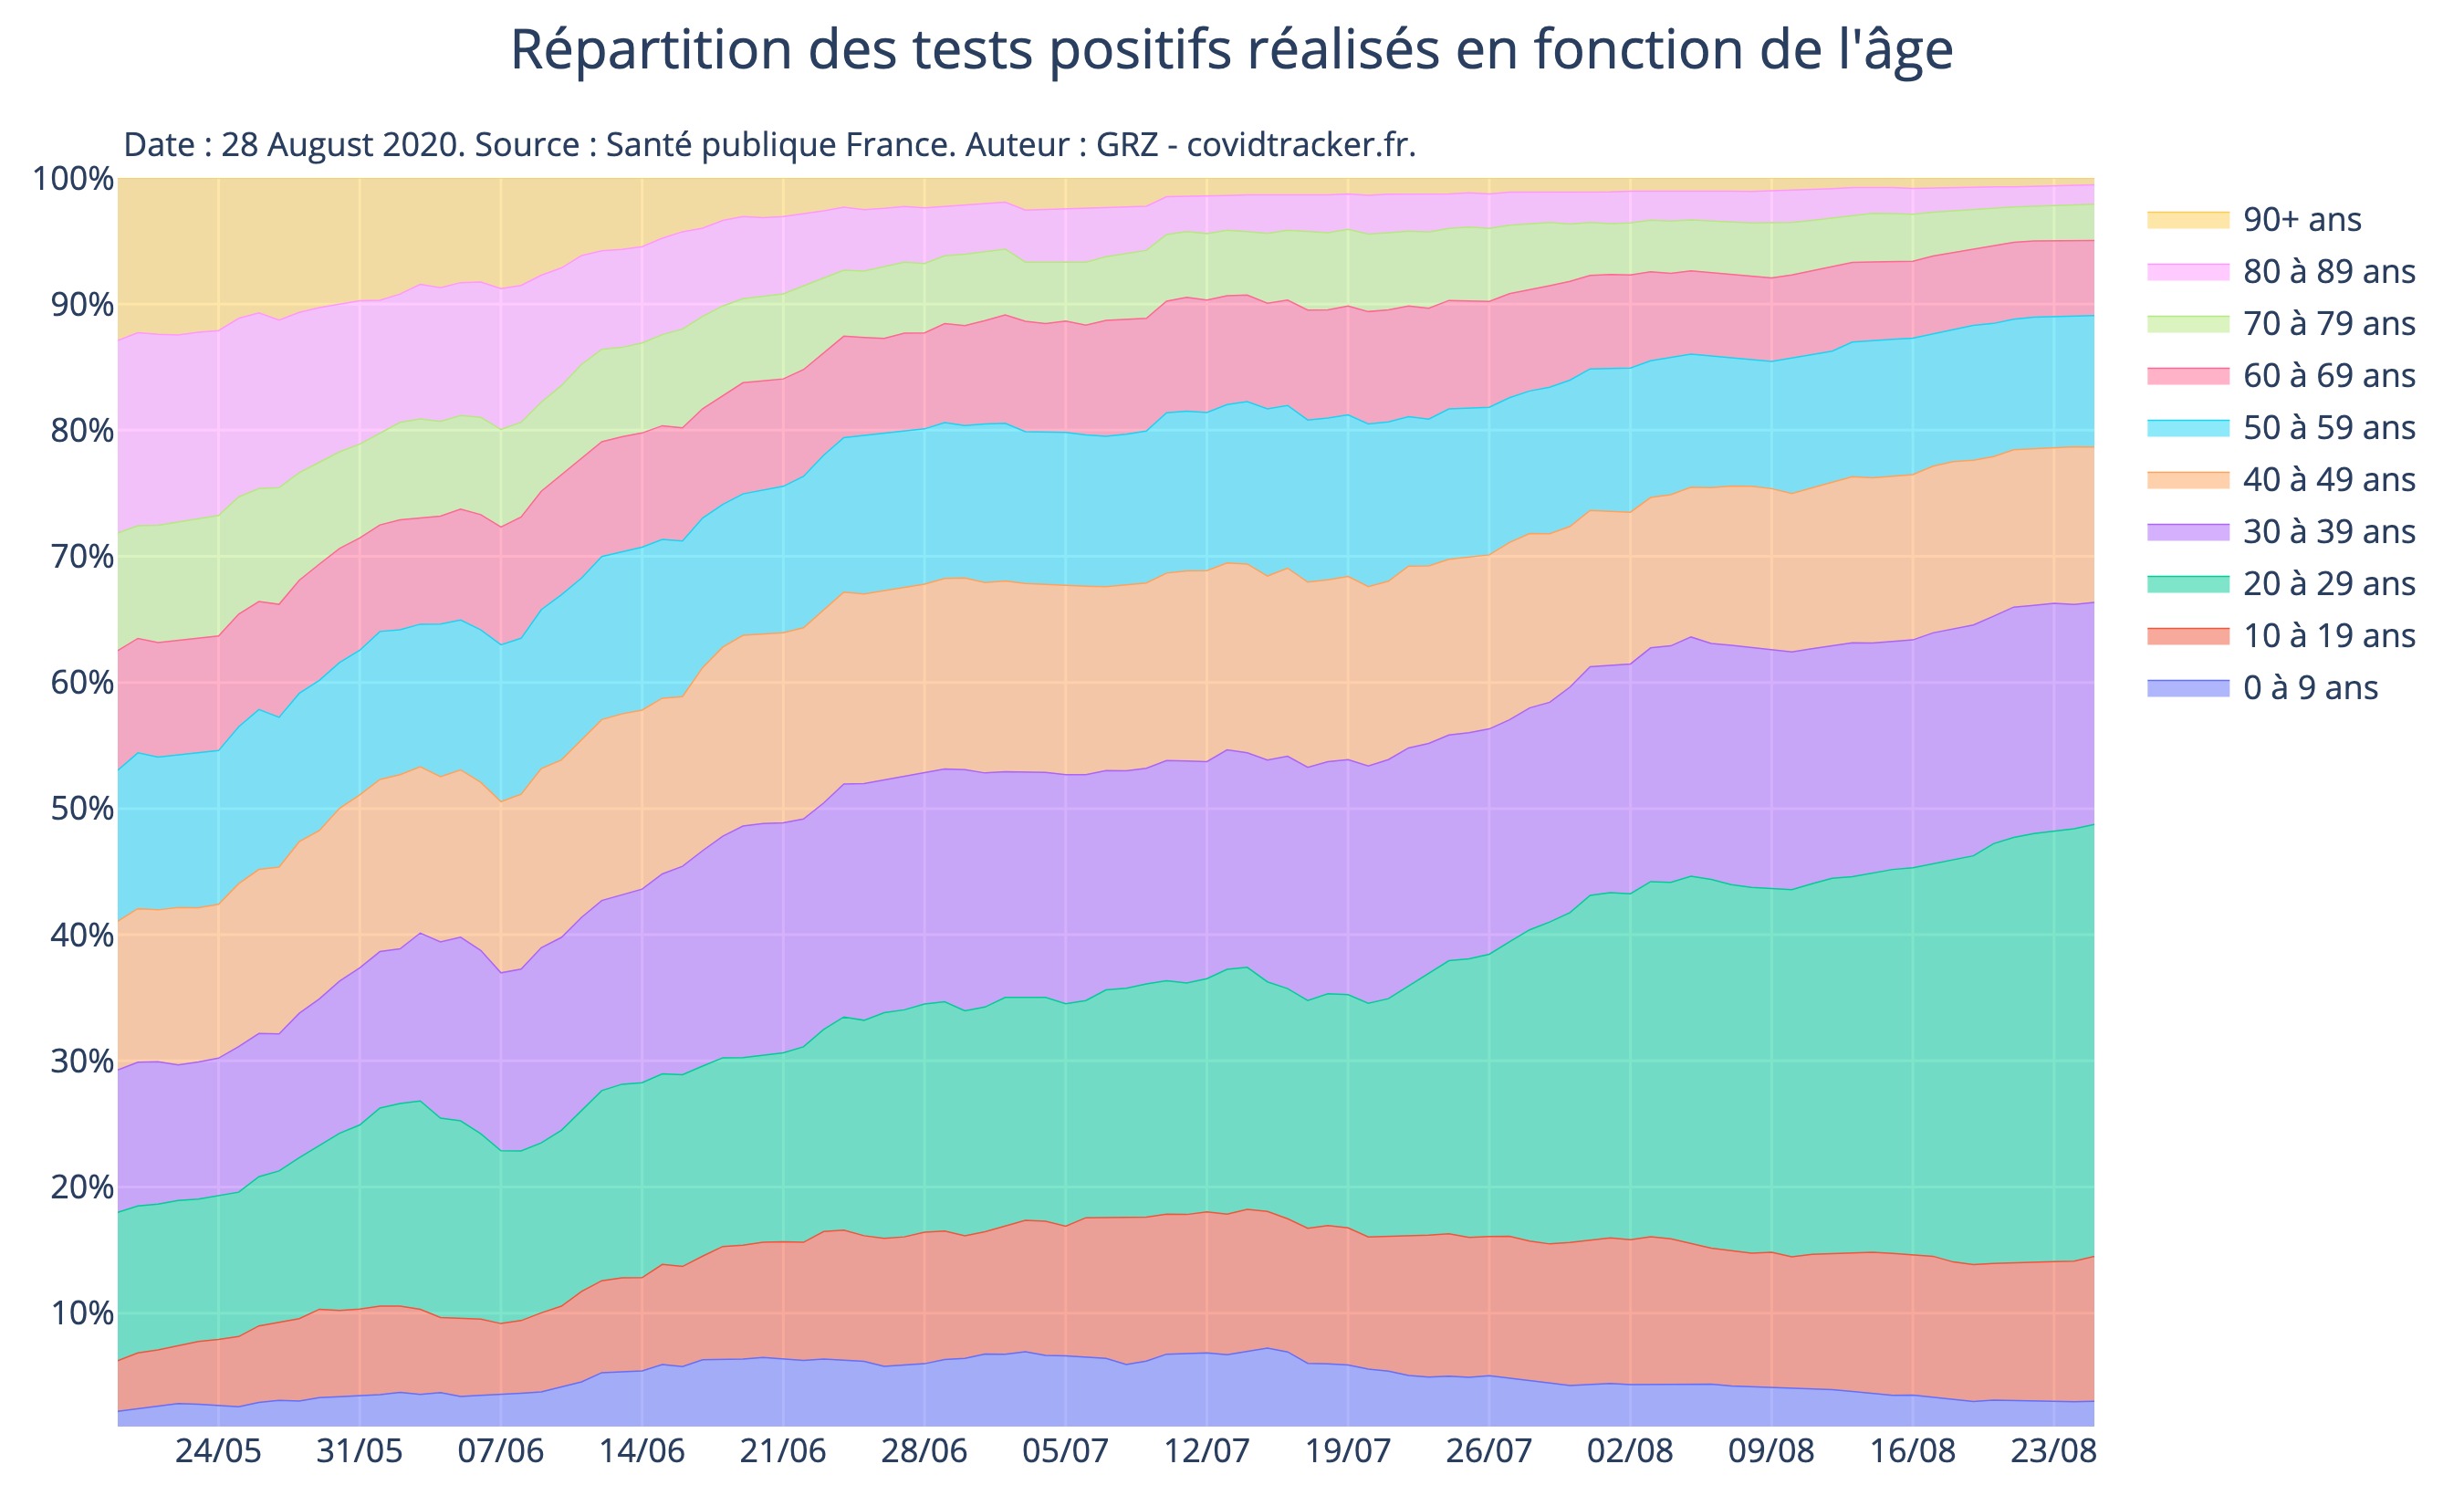 Répartition des tests positifs réalisés en fonction de l'âge
Date : 28 August 2020. Source : Santé publique France. Auteur : GRZ - covidtracker.fr.
100%
90%
80%
70%
60%
50%
40%
30%
20%
10%
24/05 31/05 07/06 14/06 21/06 28/06 05/07 12/07 19/07 26/07 02/08 09/08 16/08 23/08
90+ ans
80 à 89 ans
70 à 79 ans
60 à 69 ans
50 à 59 ans
40 à 49 ans
30 à 39 ans
20 à 29 ans
10 à 19 ans
0 à 9 ans